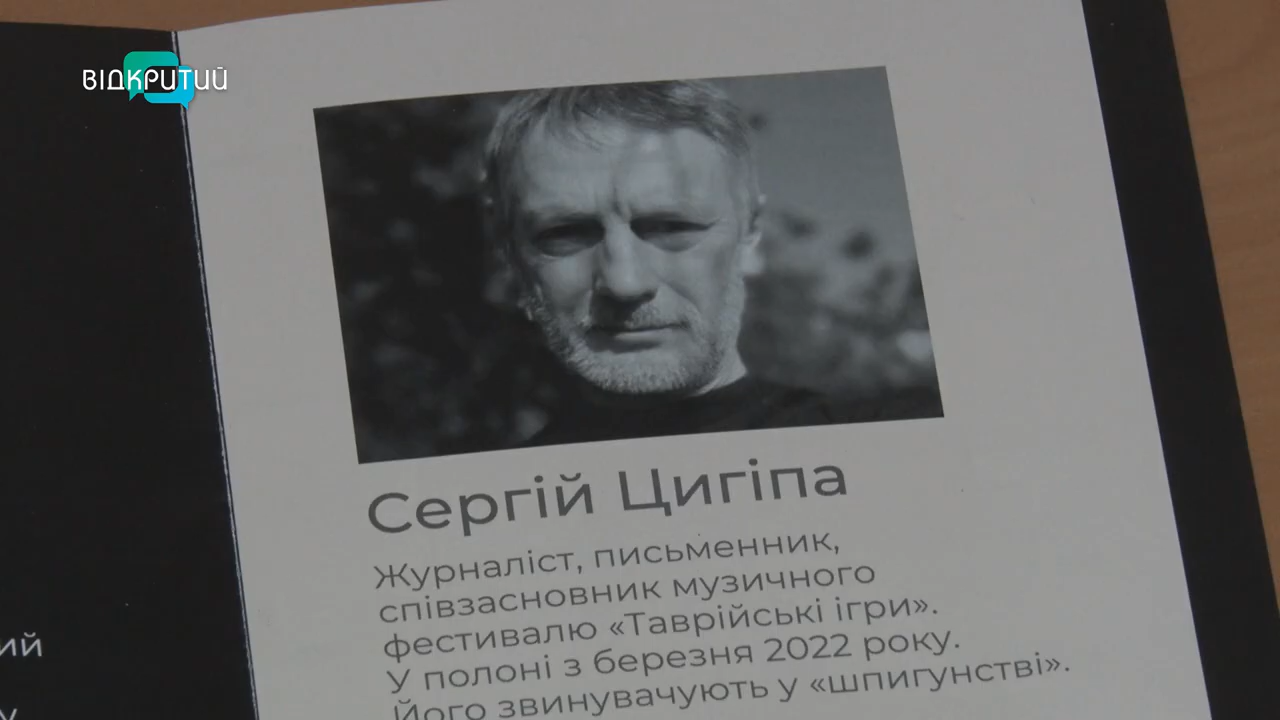 ВІДКРИТИЙ
Сергій Цигіпа
Журналіст, письменник,
співзасновник музичного
фестивалю «Таврійські ігри».
У полоні з березня 2022 року.
Його звинувачують у «шпигунстві».